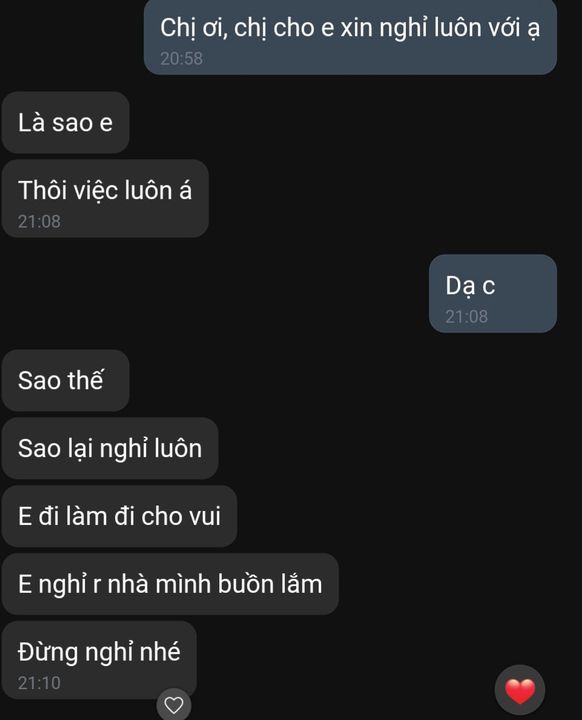 Chị ơi, chị cho e xin nghỉ luôn với ạ
20:58
Là sao e
Thôi việc luôn á
21:08
Dạ c
21:08
Sao thế
Sao lại nghỉ luôn
E đi làm đi cho vui
E nghỉ r nhà mình buồn lắm
Đừng nghỉ nhé
21:10